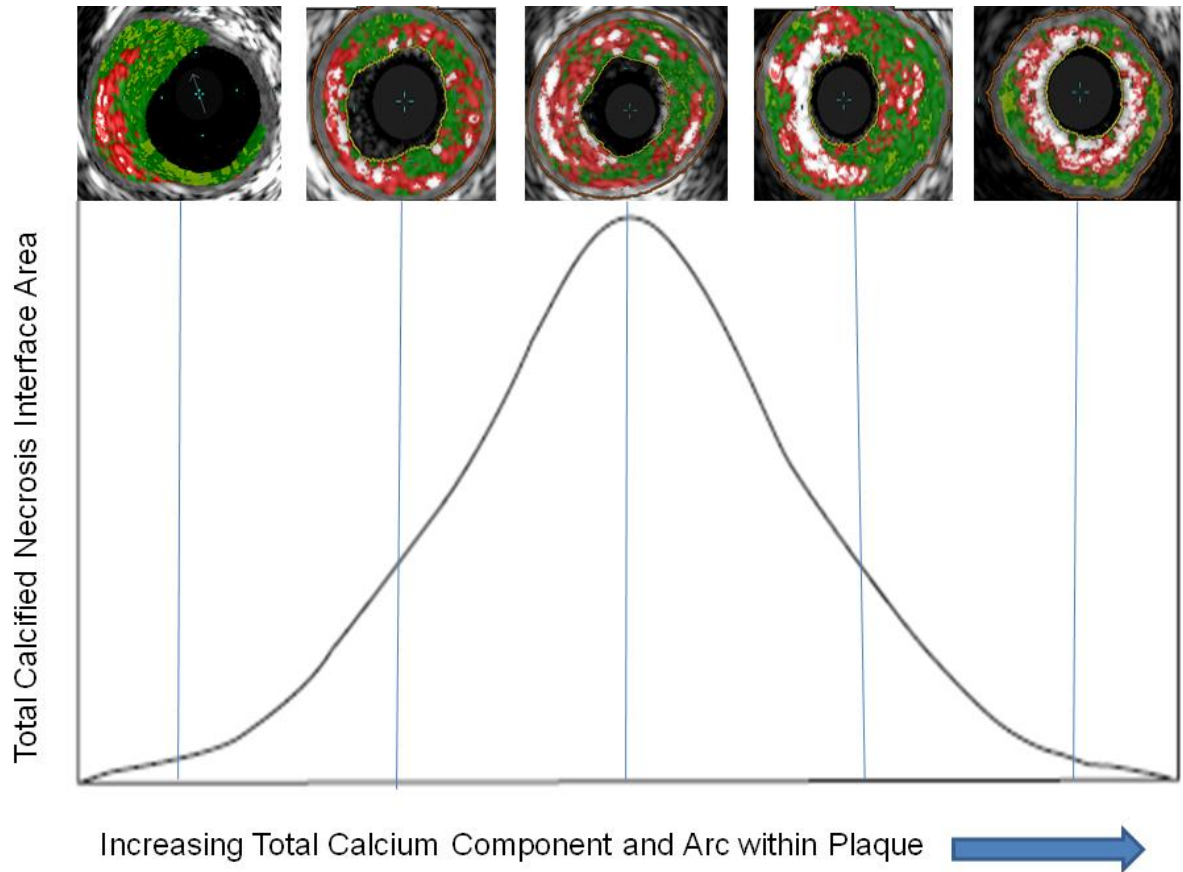 Total Calcified Necrosis Interface Area
Increasing Total Calcium Component and Arc within Plaque